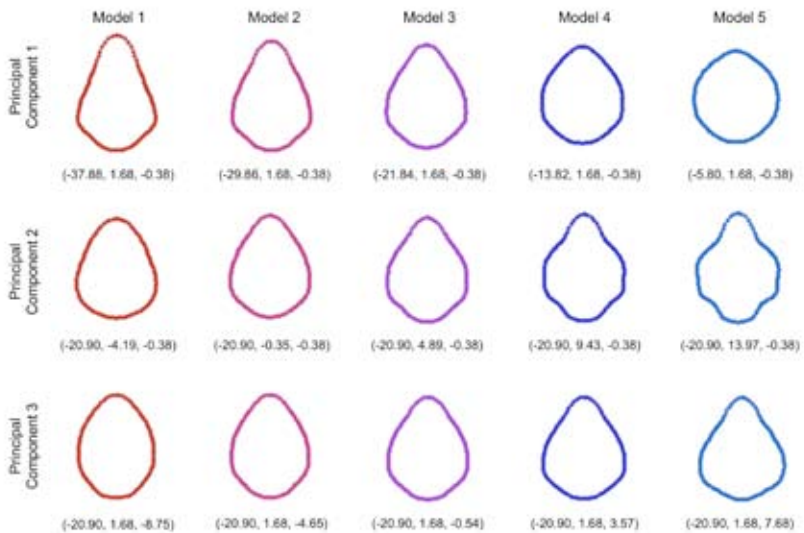 Model 1 Model 2 Model 3 Model 4 Model 5
Principal
Component 1
(-37.88, 1.68, -0.38) (-29.86, 1.68, -0.38) (-21.84, 1.68, -0.38) (-13.82, 1.68, -0.38) (-5.80, 1.68, -0.38)
Principal
Component 2
(-20.90, -4.19, -0.38) (-20.90, -0.35, -0.38) (-20.90, 4.89, -0.38) (-20.90, 9.43, -0.38) (-20.90, 13.97, -0.38)
Principal
Component 3
(-20.90, 1.68, -8.75) (-20.90, 1.68, -4.65) (-20.90, 1.68, -0.54) (-20.90, 1.68, 3.57) (-20.90, 1.68, 7.68)